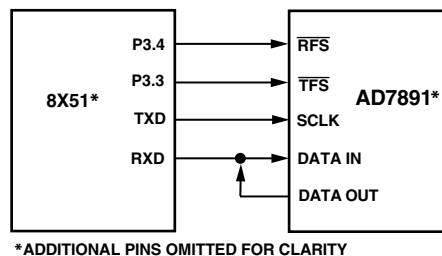 P3.4
RFS
P3.3
TFS
8X51*
AD7891*
TXD
SCLK
RXD
DATA IN
DATA OUT
*ADDITIONAL PINS OMITTED FOR CLARITY